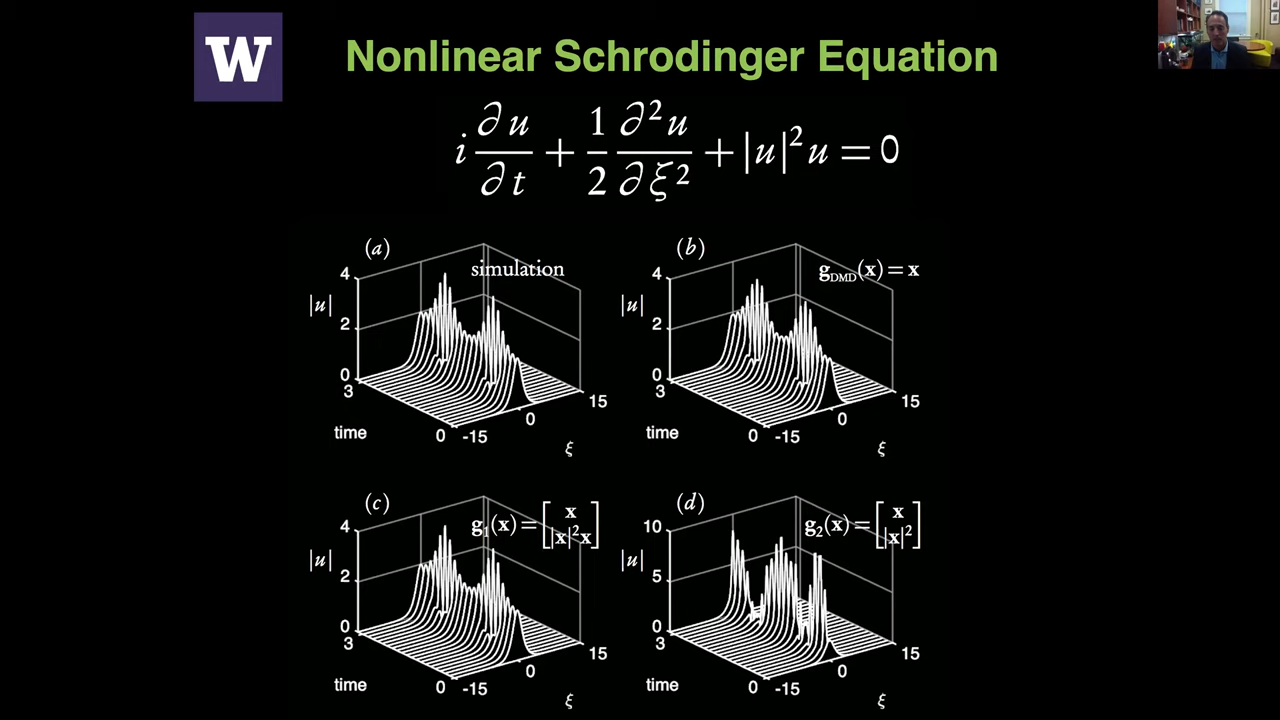 W
Nonlinear Schrodinger Equation
i ∂u/∂t + 1/2 ∂²u/∂ξ² + |u|²u = 0
(a)
simulation
4
|u|
2
0
3
time
0
-15
0
15
ξ
(b)
g_DMD(x) = x
4
|u|
2
0
3
time
0
-15
0
15
ξ
(c)
g₁(x) = [x
|x|²x]
4
|u|
2
0
3
time
0
-15
0
15
ξ
(d)
g₂(x) = [x
|x|²]
10
|u|
5
0
3
time
0
-15
0
15
ξ